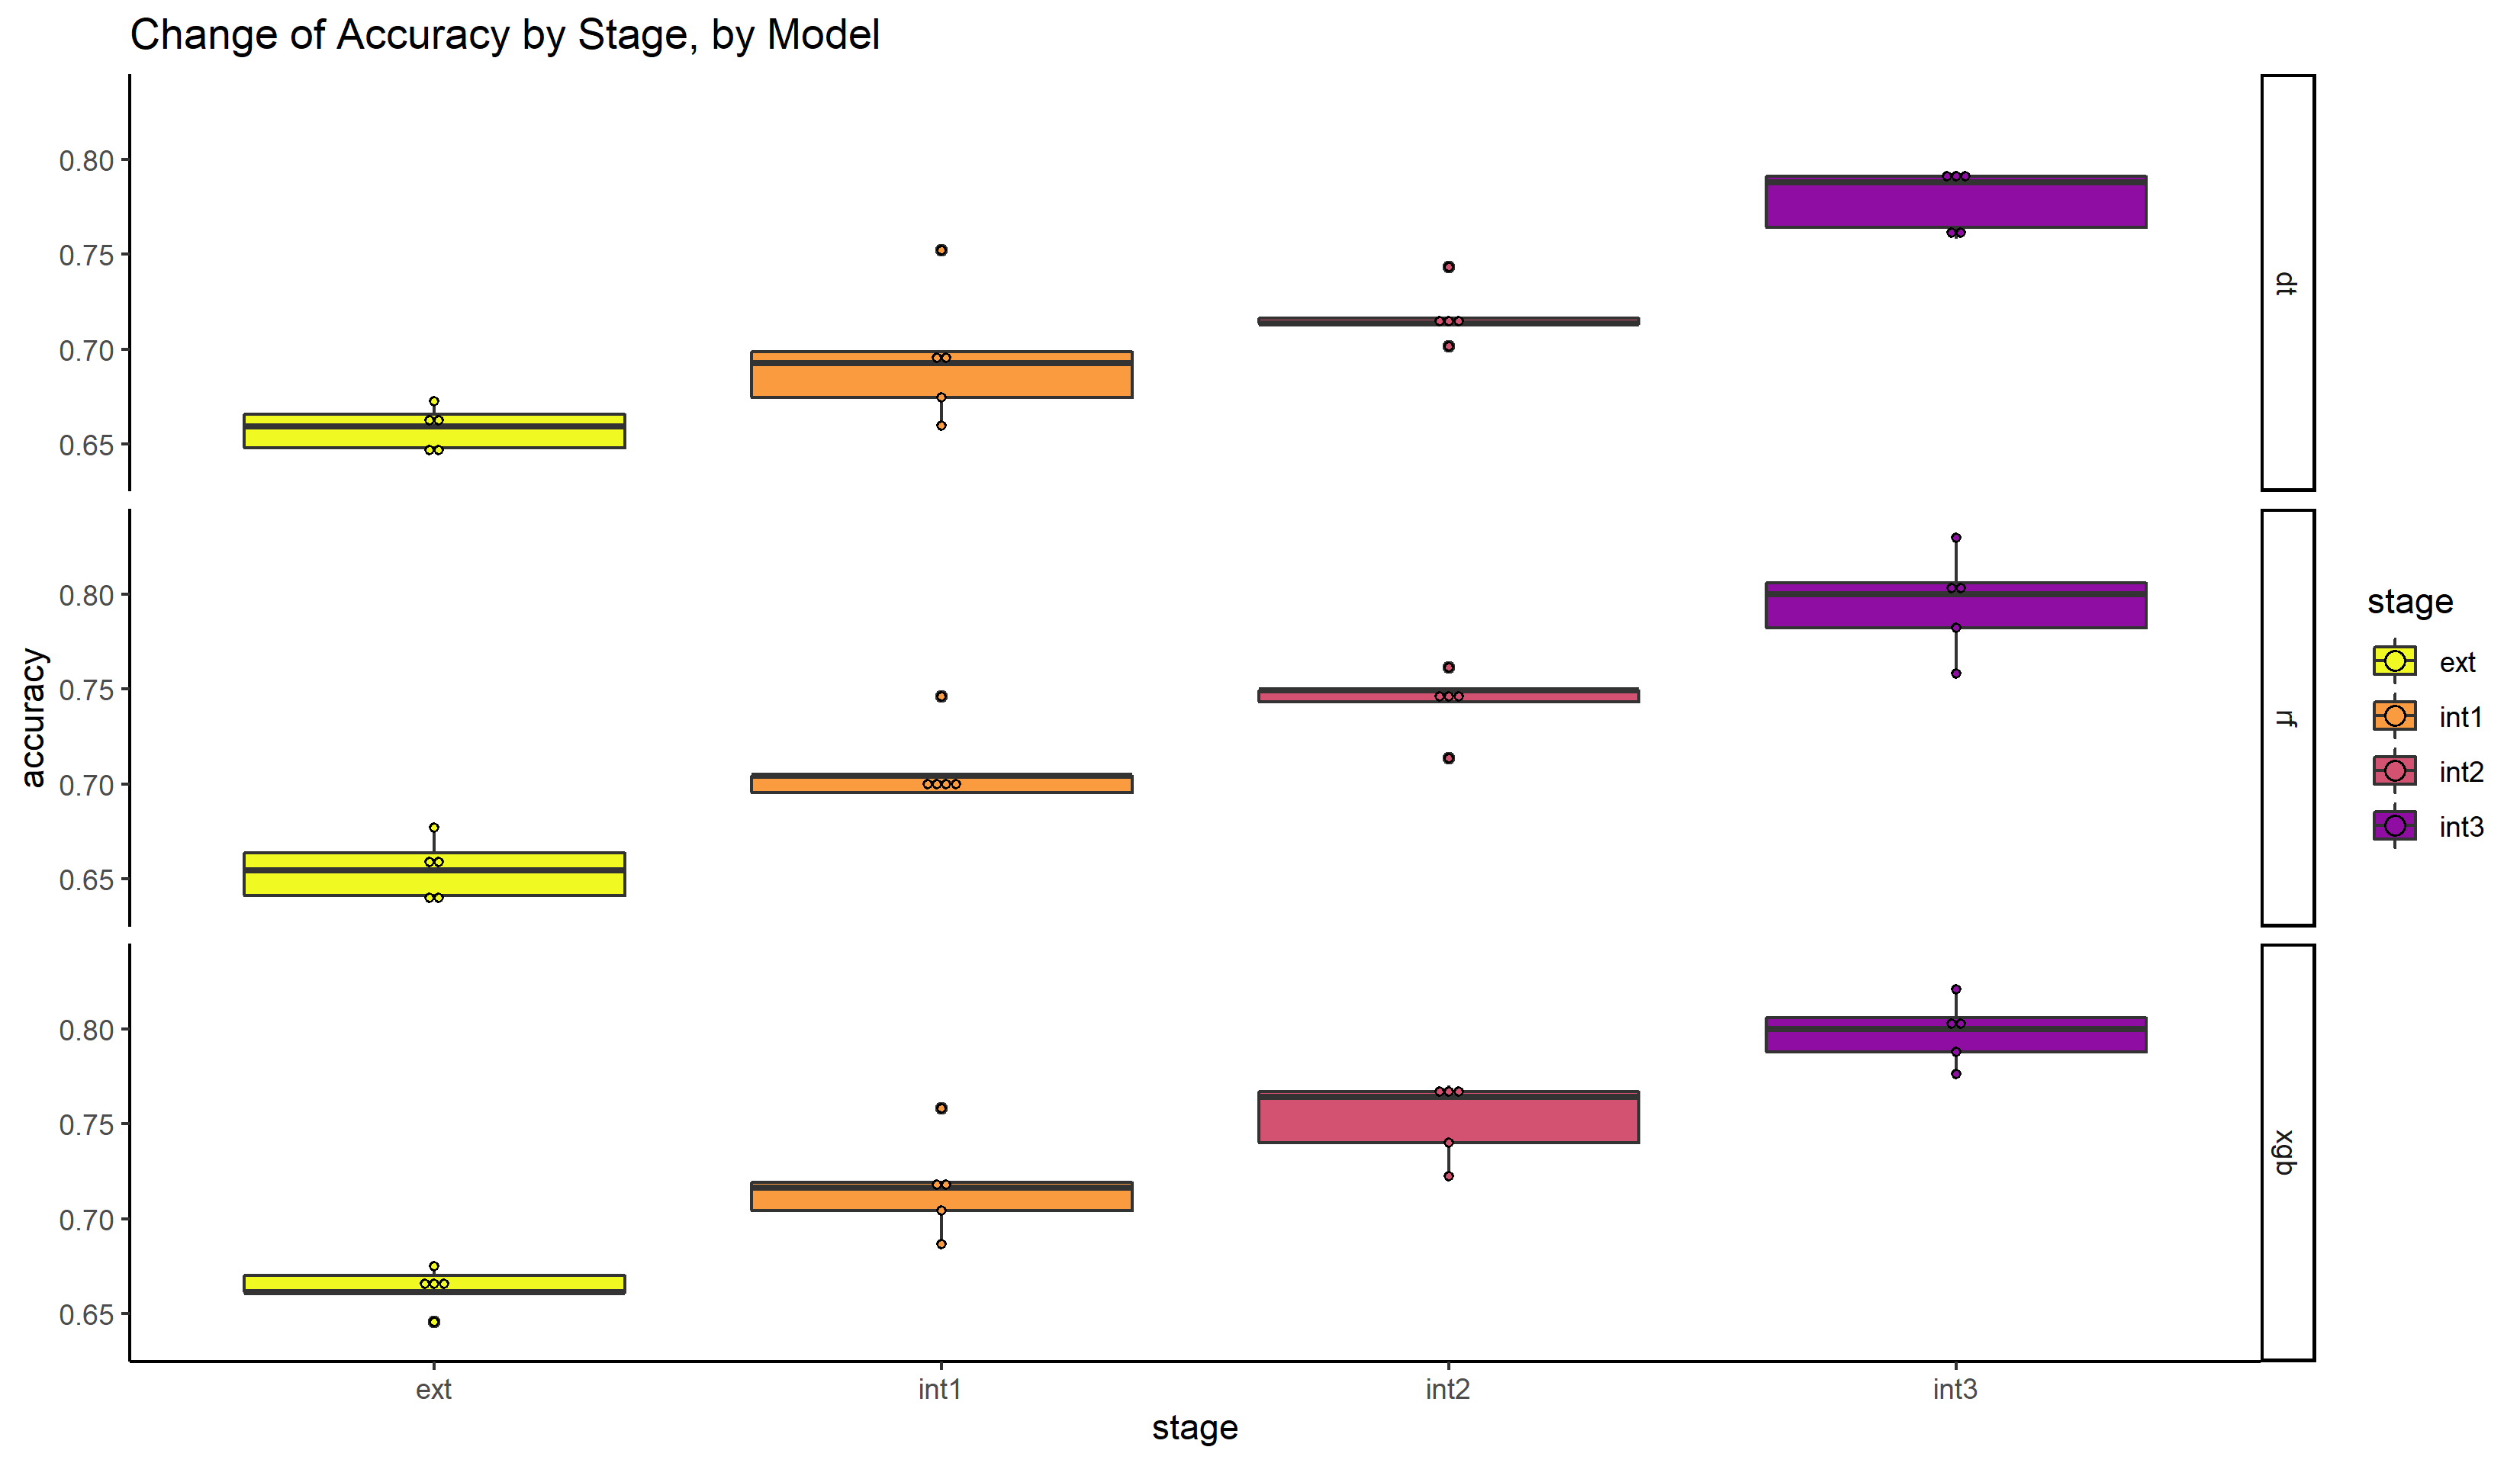 Change of Accuracy by Stage, by Model
0.80
0.75
0.70
0.65
dt
0.80
0.75
0.70
0.65
rf
0.80
0.75
0.70
0.65
xgb
accuracy
ext
int1
int2
int3
stage
stage
ext
int1
int2
int3